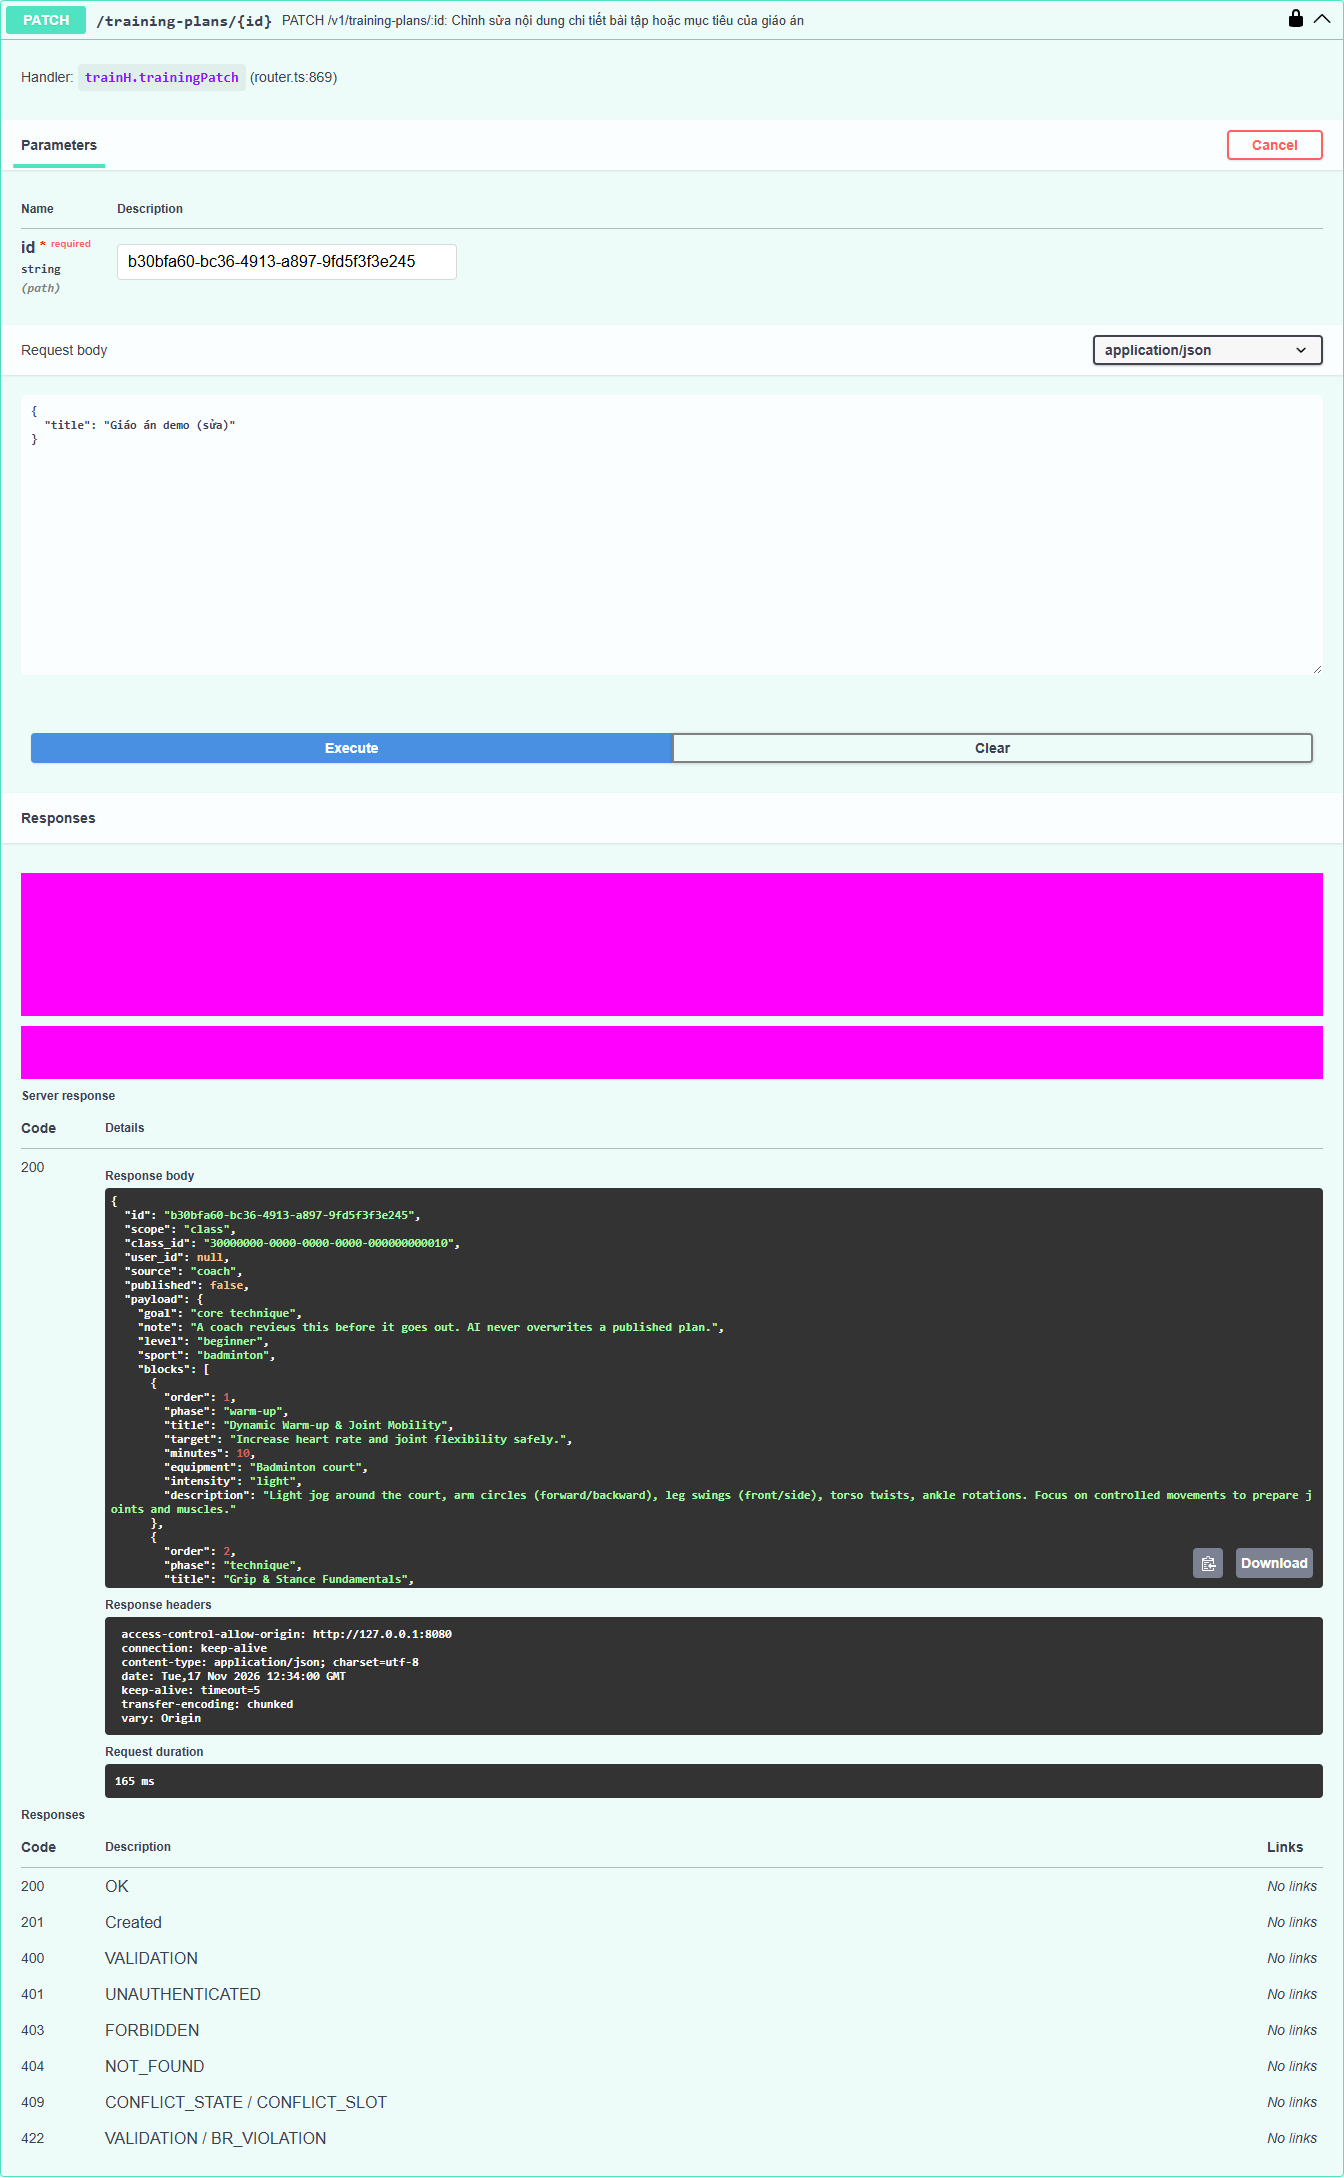 PATCH /training-plans/{id} PATCH /v1/training-plans/:id: Chỉnh sửa nội dung chi tiết bài tập hoặc mục tiêu của giáo án
Handler: trainH.trainingPatch (router.ts:869)
Parameters
Cancel
Name Description
id * required
string
(path)
b30bfa60-bc36-4913-a897-9fd5f3f3e245
Request body
application/json
{
  "title": "Giáo án demo (sửa)"
}
Execute
Clear
Responses
Server response
Code Details
200
Response body
{
  "id": "b30bfa60-bc36-4913-a897-9fd5f3f3e245",
  "scope": "class",
  "class_id": "30000000-0000-0000-0000-000000000010",
  "user_id": null,
  "source": "coach",
  "published": false,
  "payload": {
    "goal": "core technique",
    "note": "A coach reviews this before it goes out. AI never overwrites a published plan.",
    "level": "beginner",
    "sport": "badminton",
    "blocks": [
      {
        "order": 1,
        "phase": "warm-up",
        "title": "Dynamic Warm-up & Joint Mobility",
        "target": "Increase heart rate and joint flexibility safely.",
        "minutes": 10,
        "equipment": "Badminton court",
        "intensity": "light",
        "description": "Light jog around the court, arm circles (forward/backward), leg swings (front/side), torso twists, ankle rotations. Focus on controlled movements to prepare j
oints and muscles."
      },
      {
        "order": 2,
        "phase": "technique",
        "title": "Grip & Stance Fundamentals",
Download
Response headers
access-control-allow-origin: http://127.0.0.1:8080
connection: keep-alive
content-type: application/json; charset=utf-8
date: Tue,17 Nov 2026 12:34:00 GMT
keep-alive: timeout=5
transfer-encoding: chunked
vary: Origin
Request duration
165 ms
Responses
Code Description Links
200 OK No links
201 Created No links
400 VALIDATION No links
401 UNAUTHENTICATED No links
403 FORBIDDEN No links
404 NOT_FOUND No links
409 CONFLICT_STATE / CONFLICT_SLOT No links
422 VALIDATION / BR_VIOLATION No links